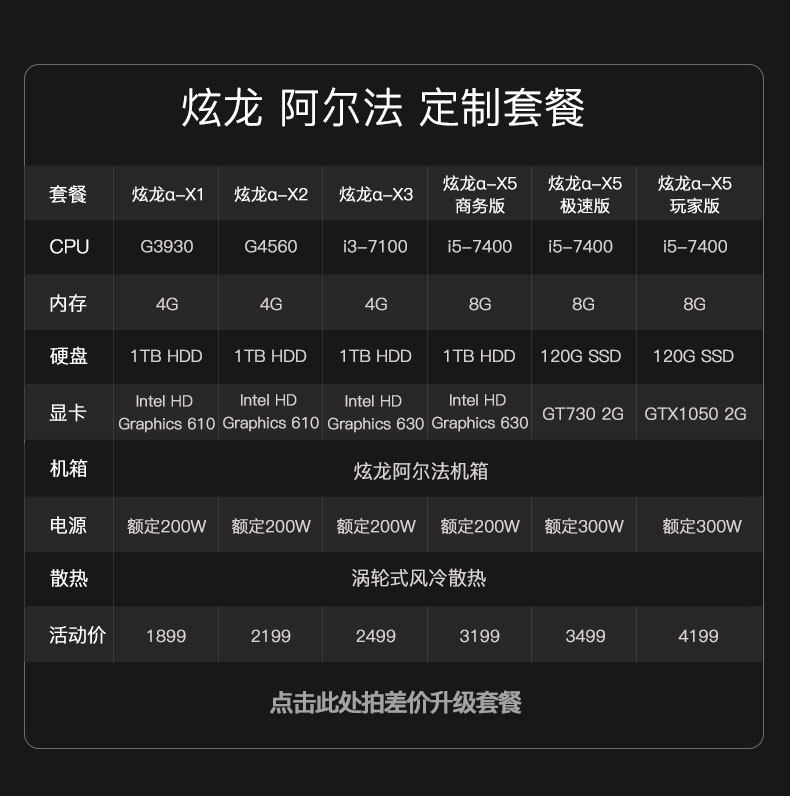 炫龙 阿尔法 定制套餐
套餐 炫龙α-X1 炫龙α-X2 炫龙α-X3 炫龙α-X5 商务版 炫龙α-X5 极速版 炫龙α-X5 玩家版
CPU G3930 G4560 i3-7100 i5-7400 i5-7400 i5-7400
内存 4G 4G 4G 8G 8G 8G
硬盘 1TB HDD 1TB HDD 1TB HDD 1TB HDD 120G SSD 120G SSD
显卡 Intel HD Graphics 610 Intel HD Graphics 610 Intel HD Graphics 630 Intel HD Graphics 630 GT730 2G GTX1050 2G
机箱 炫龙阿尔法机箱
电源 额定200W 额定200W 额定200W 额定200W 额定300W 额定300W
散热 涡轮式风冷散热
活动价 1899 2199 2499 3199 3499 4199
点击此处拍差价升级套餐